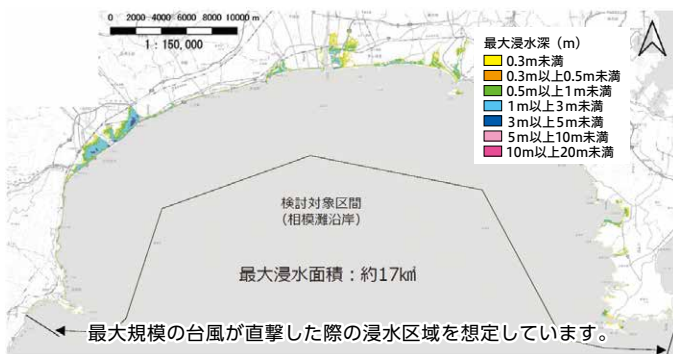 0 2000 4000 6000 8000 10000 m
1：150,000
最大浸水深（m）
0.3m未満
0.3m以上0.5m未満
0.5m以上1m未満
1m以上3m未満
3m以上5m未満
5m以上10m未満
10m以上20m未満
検討対象区間
(相模灘沿岸)
最大浸水面積：約17㎢
最大規模の台風が直撃した際の浸水区域を想定しています。